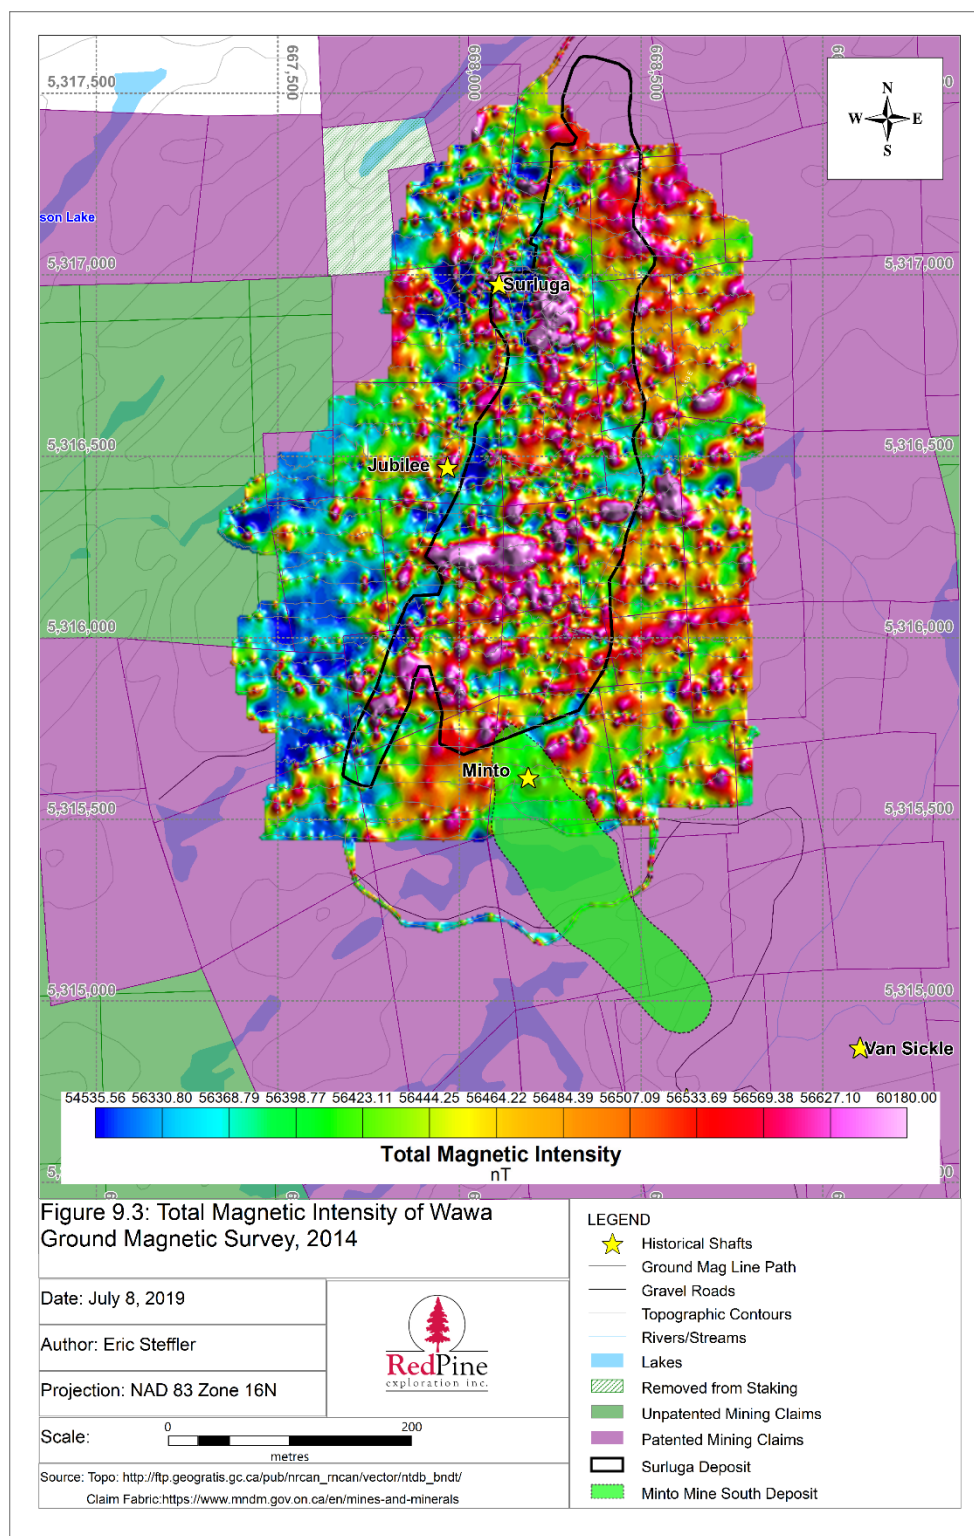 667,500
668,000
668,500
5,317,500
N
W E
S
son Lake
5,317,000
5,317,000
Surluga
5,316,500
5,316,500
Jubilee
5,316,000
5,316,000
Minto
5,315,500
5,315,500
5,315,000
5,315,000
Van Sickle
54535.56 56330.80 56368.79 56398.77 56423.11 56444.25 56464.22 56484.39 56507.09 56533.69 56569.38 56627.10 60180.00
Total Magnetic Intensity
nT
Figure 9.3: Total Magnetic Intensity of Wawa
Ground Magnetic Survey, 2014
Date: July 8, 2019
Author: Eric Steffler
Projection: NAD 83 Zone 16N
RedPine
exploration inc.
Scale:
0 200
metres
Source: Topo: http://ftp.geogratis.gc.ca/pub/nrcan_rncan/vector/ntdb_bndt/
Claim Fabric:https://www.mndm.gov.on.ca/en/mines-and-minerals
LEGEND
Historical Shafts
Ground Mag Line Path
Gravel Roads
Topographic Contours
Rivers/Streams
Lakes
Removed from Staking
Unpatented Mining Claims
Patented Mining Claims
Surluga Deposit
Minto Mine South Deposit